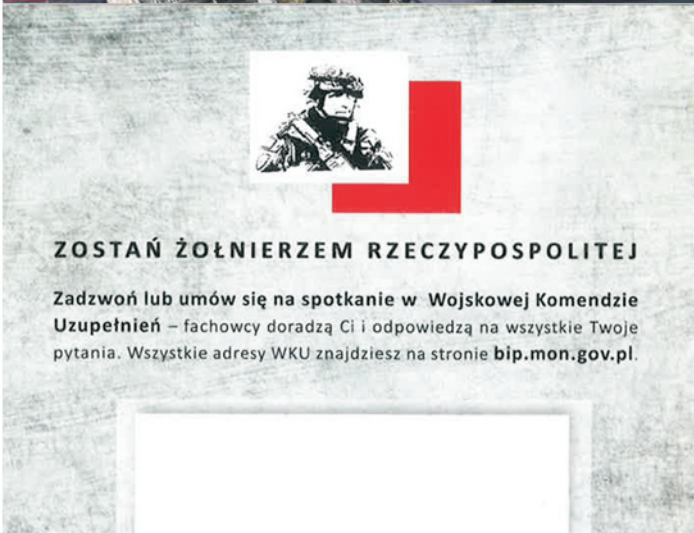 ZOSTAŃ ŻOŁNIERZEM RZECZYPOSPOLITEJ
Zadzwoń lub umów się na spotkanie w Wojskowej Komendzie
Uzupełnień – fachowcy doradzą Ci i odpowiedzą na wszystkie Twoje
pytania. Wszystkie adresy WKU znajdziesz na stronie bip.mon.gov.pl.